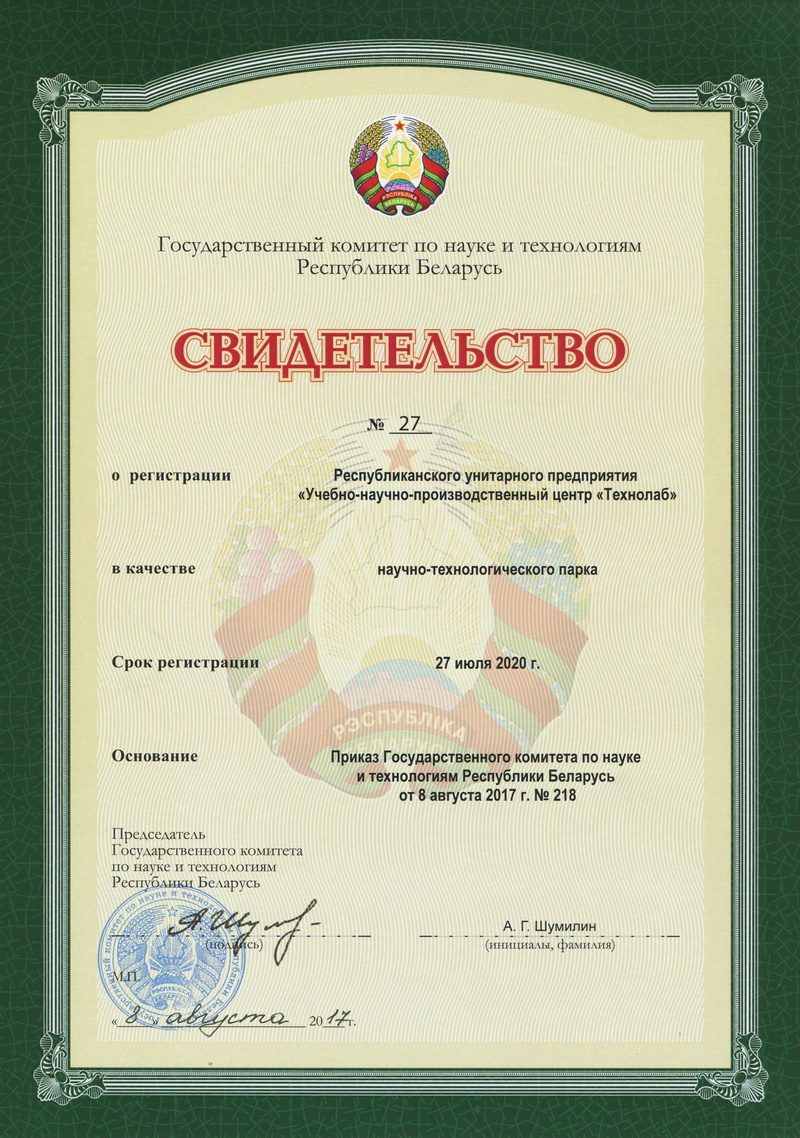 РЭСПУБЛІКА
БЕЛАРУСЬ
Государственный комитет по науке и технологиям
Республики Беларусь
СВИДЕТЕЛЬСТВО
№ 27
о регистрации
Республиканского унитарного предприятия
«Учебно-научно-производственный центр «Технолаб»
в качестве
научно-технологического парка
Срок регистрации
27 июля 2020 г.
РЭСПУБЛІКА
Основание
Приказ Государственного комитета по науке
и технологиям Республики Беларусь
от 8 августа 2017 г. № 218
Председатель
Государственного комитета
по науке и технологиям
Республики Беларусь
А. Г. Шумилин
(подпись)
(инициалы, фамилия)
М.П.
« 8 » августа 2017 г.